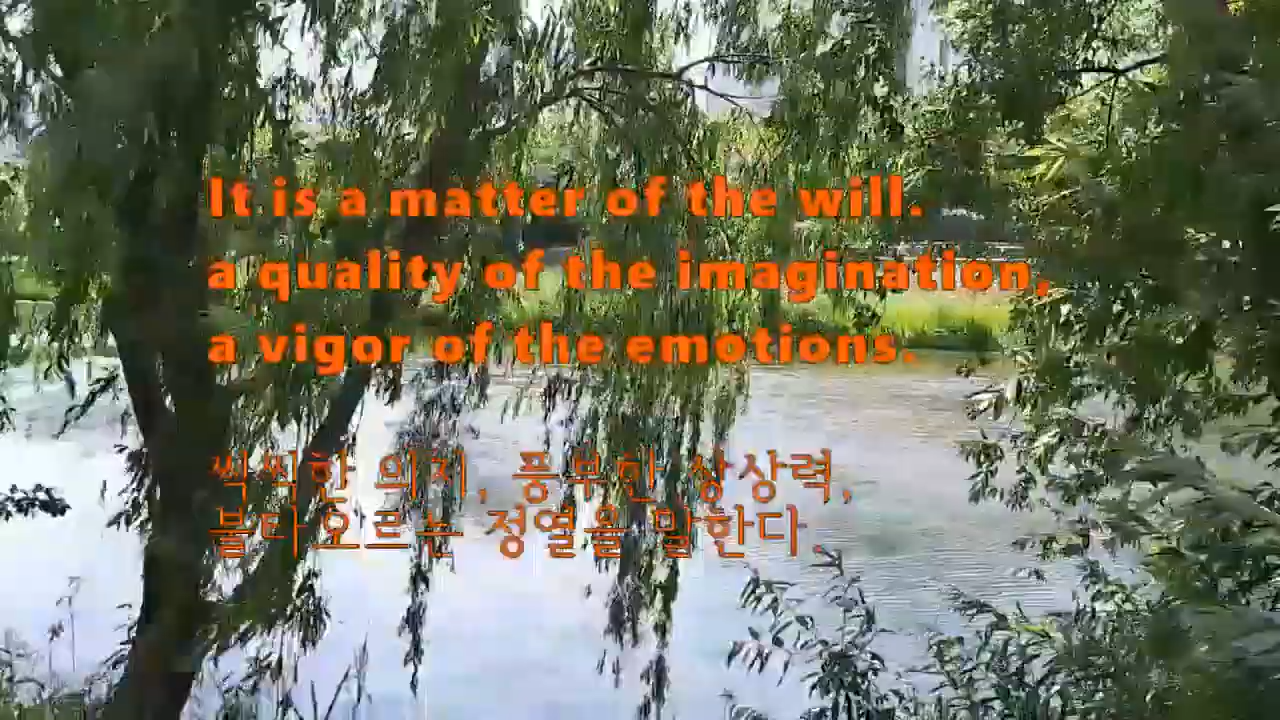 It is a matter of the will.
a quality of the imagination,
a vigor of the emotions.
씩씩한 의지, 풍부한 상상력,
불타오르는 정열을 말한다.